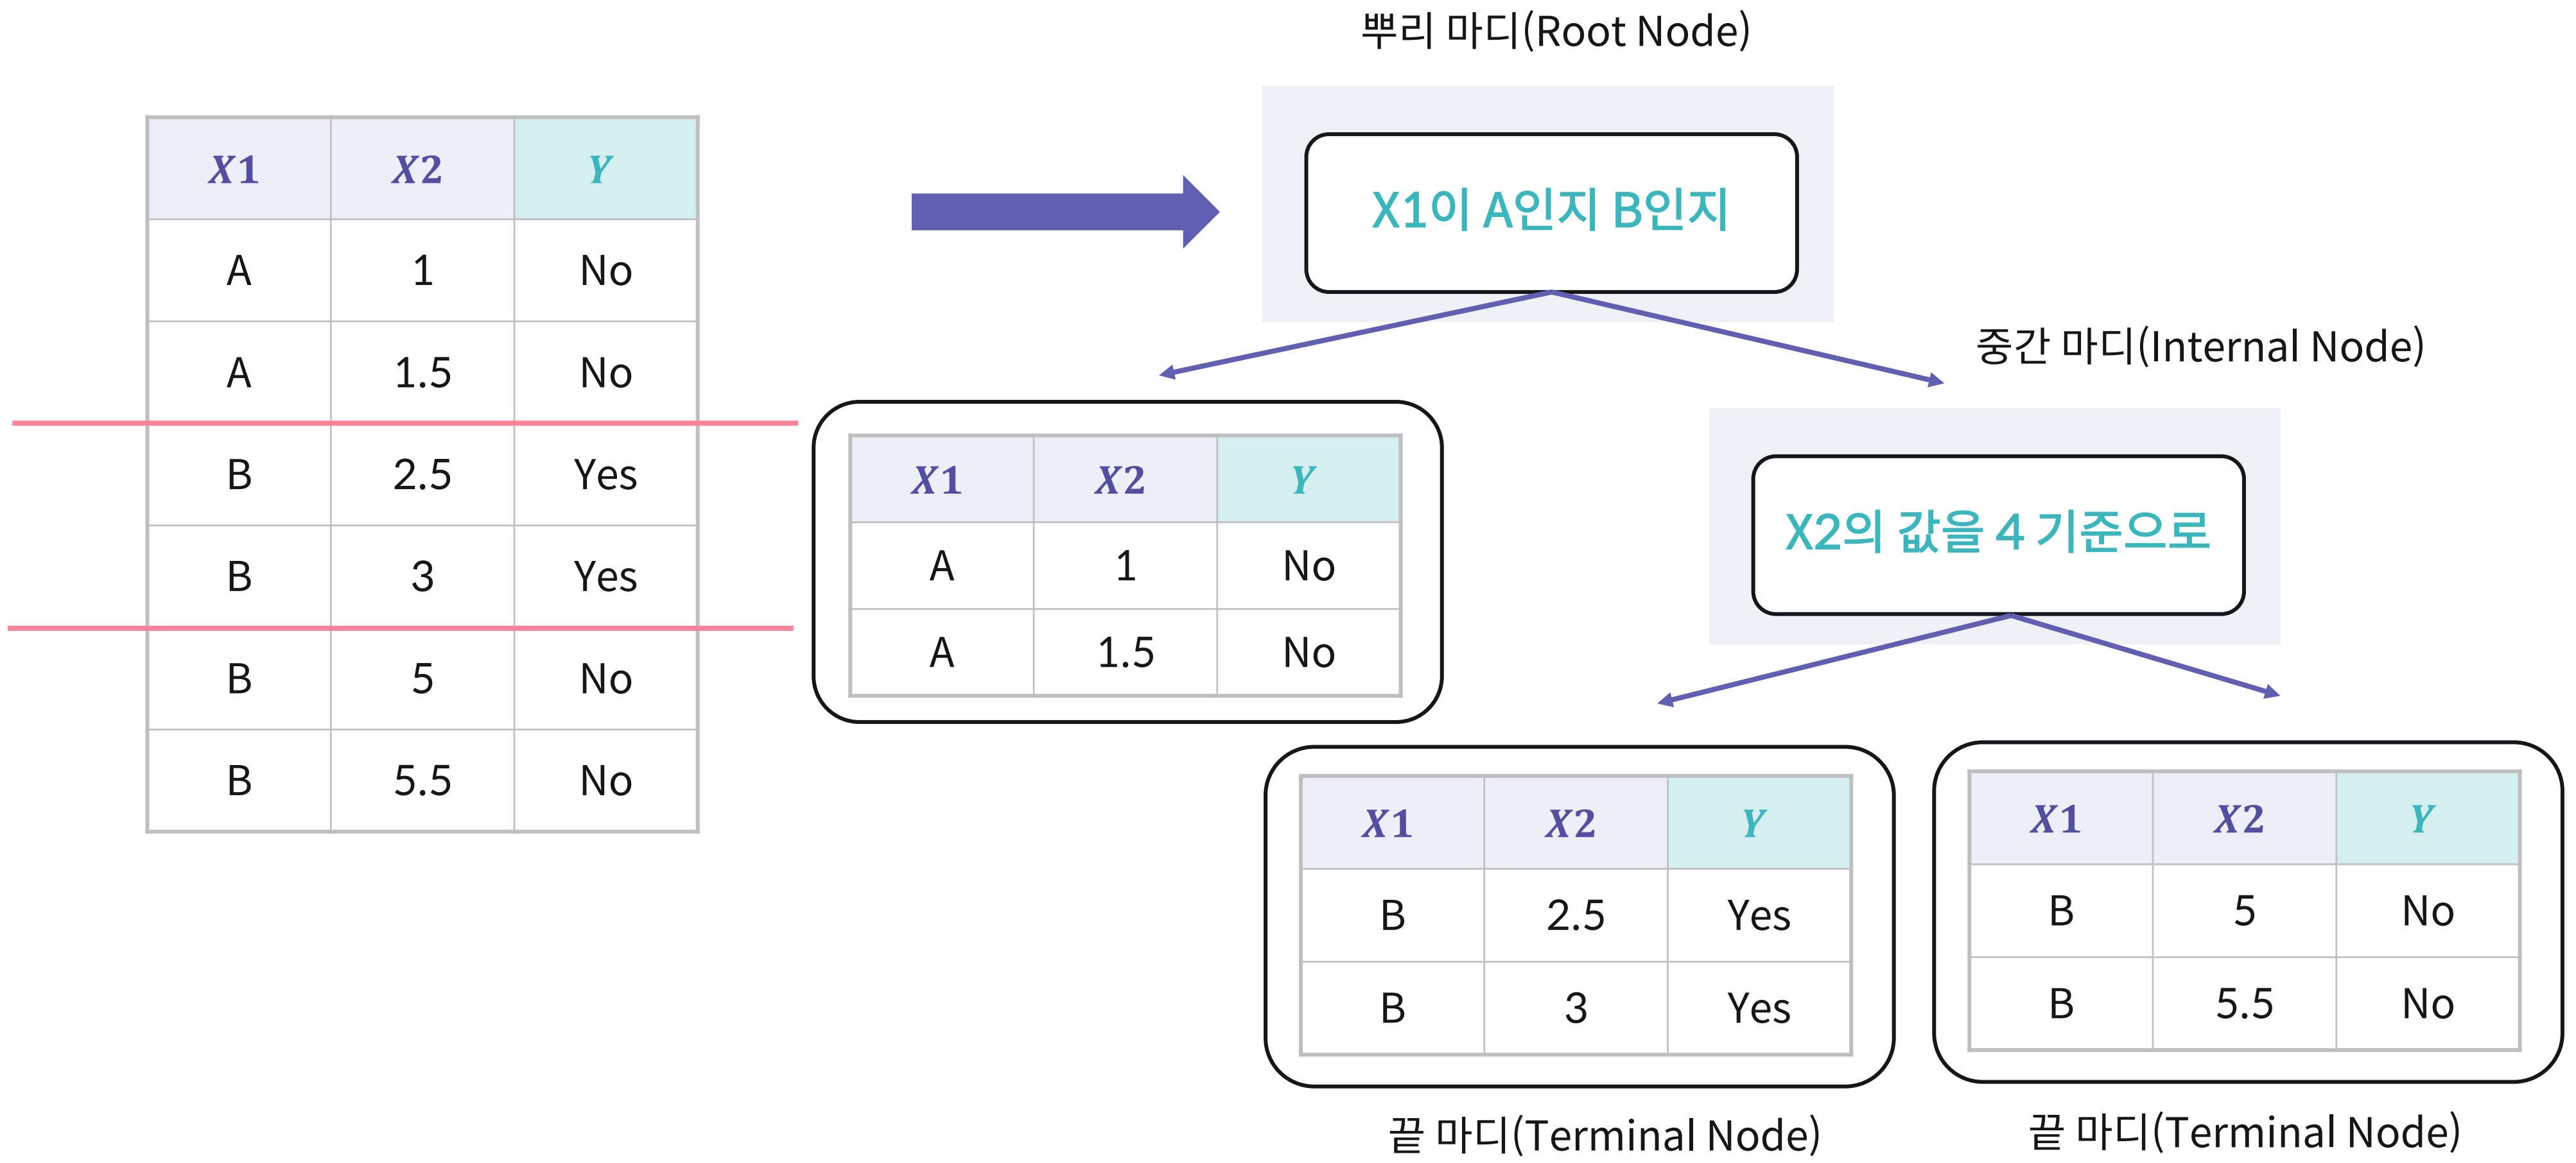 뿌리 마디(Root Node)
X1 X2 Y
A 1 No
A 1.5 No
B 2.5 Yes
B 3 Yes
B 5 No
B 5.5 No
X1이 A인지 B인지
중간 마디(Internal Node)
X1 X2 Y
A 1 No
A 1.5 No
X2의 값을 4 기준으로
X1 X2 Y
B 2.5 Yes
B 3 Yes
끝 마디(Terminal Node)
X1 X2 Y
B 5 No
B 5.5 No
끝 마디(Terminal Node)